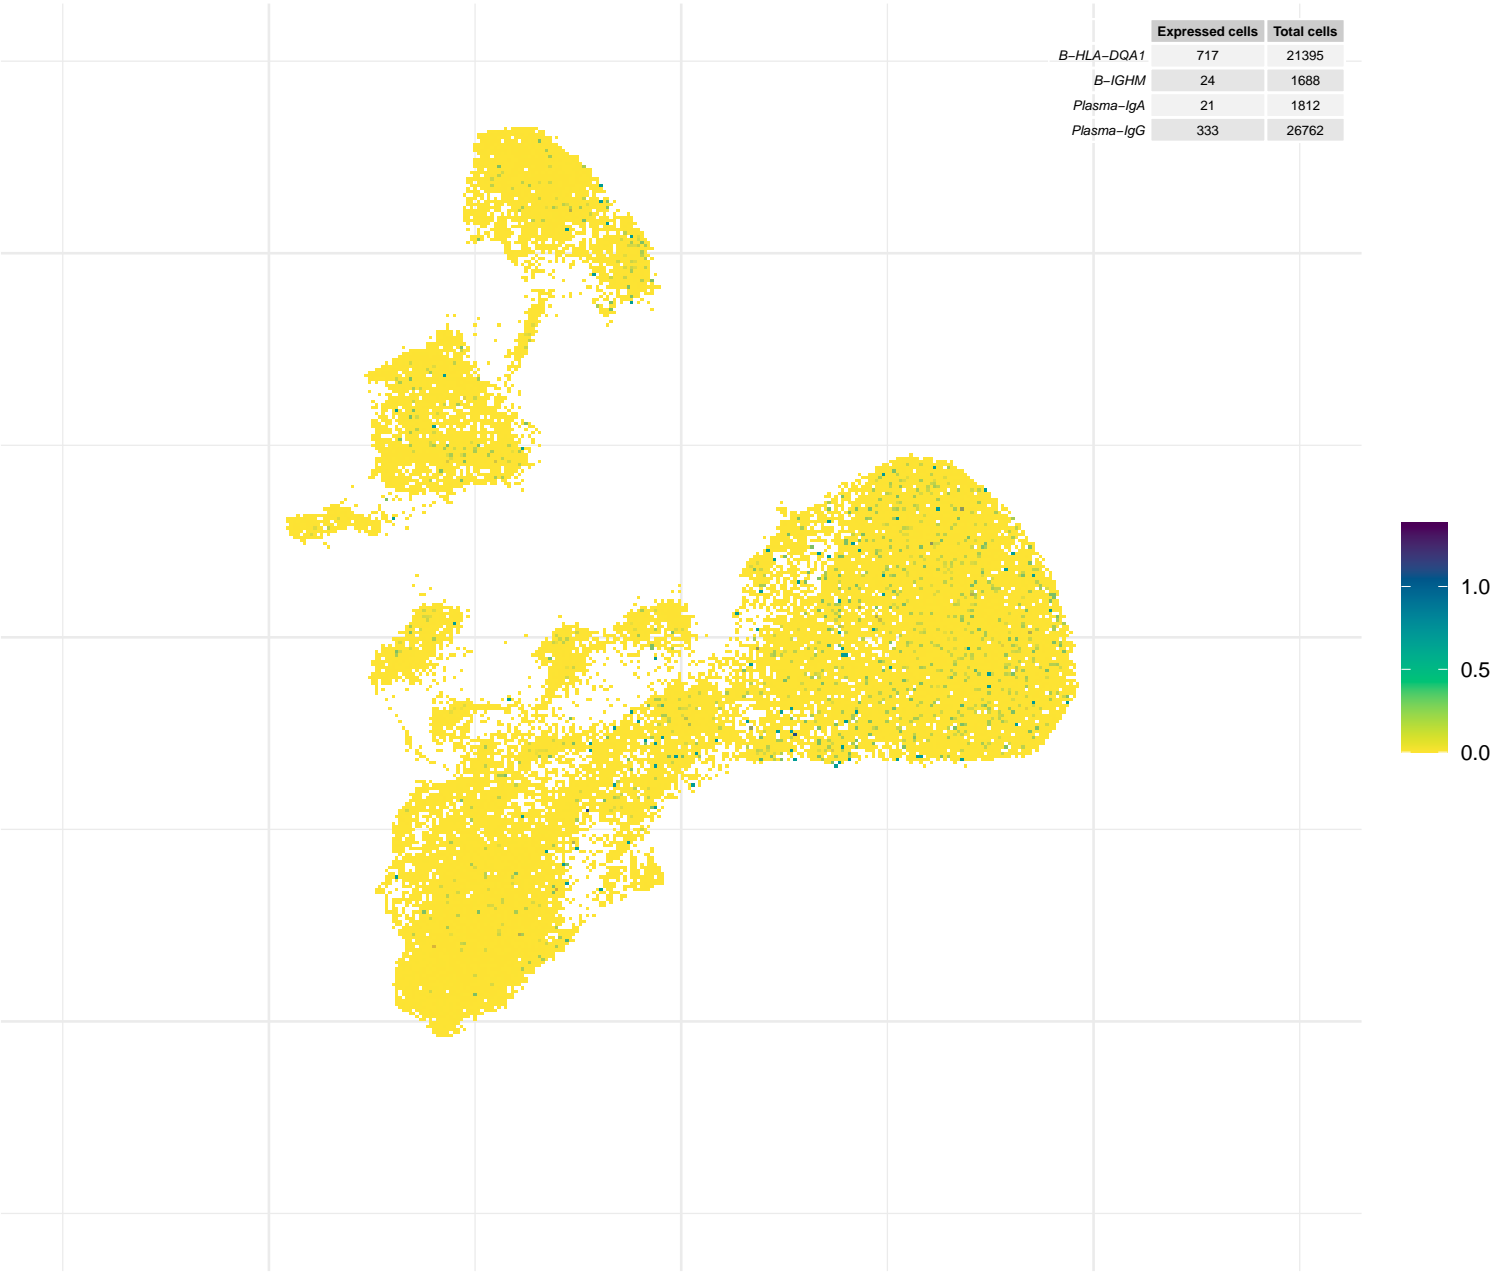 Expressed cells Total cells
B-HLA-DQA1 717 21395
B-IGHM 24 1688
Plasma-IgA 21 1812
Plasma-IgG 333 26762
1.0
0.5
0.0